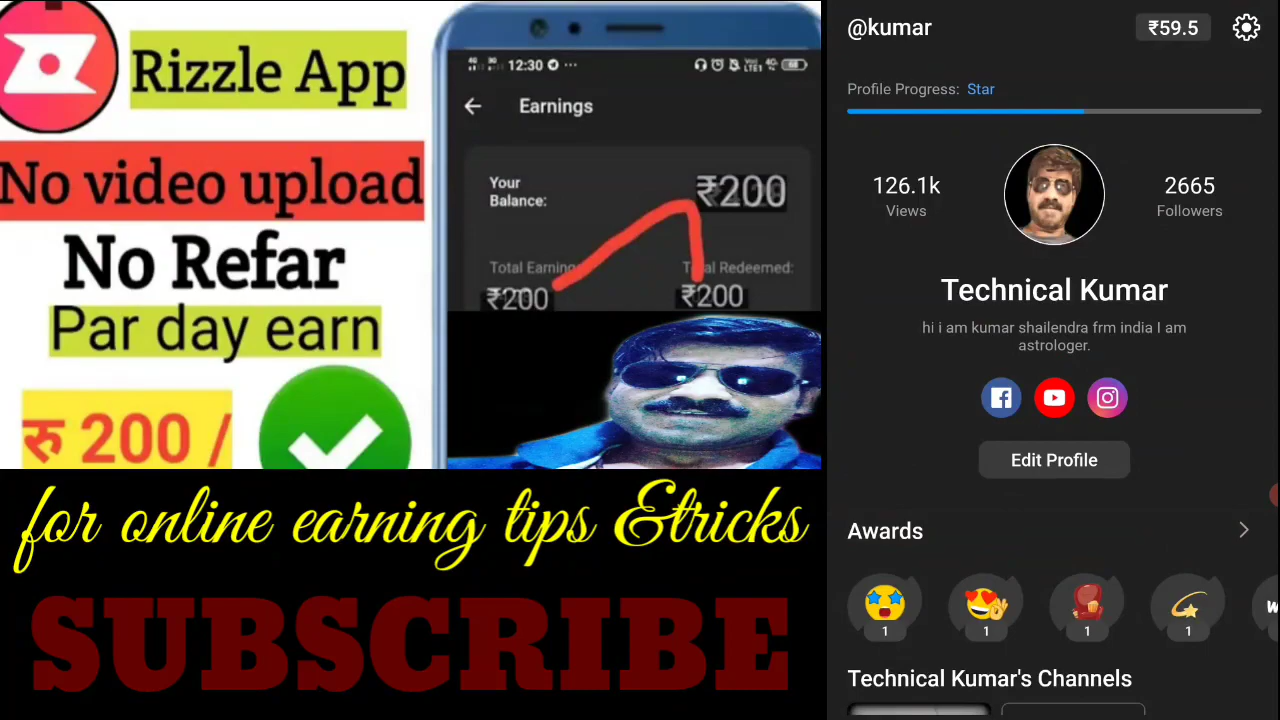 Rizzle App
No video upload
No Refar
Par day earn
रु 200 /
12:30
Earnings
Your
Balance:
₹200
Total Earning
Total Redeemed:
₹200
₹200
for online earning tips &tricks
SUBSCRIBE
@kumar
₹59.5
Profile Progress: Star
126.1k
Views
2665
Followers
Technical Kumar
hi i am kumar shailendra frm india I am
astrologer.
Edit Profile
Awards
1
1
1
1
Technical Kumar's Channels